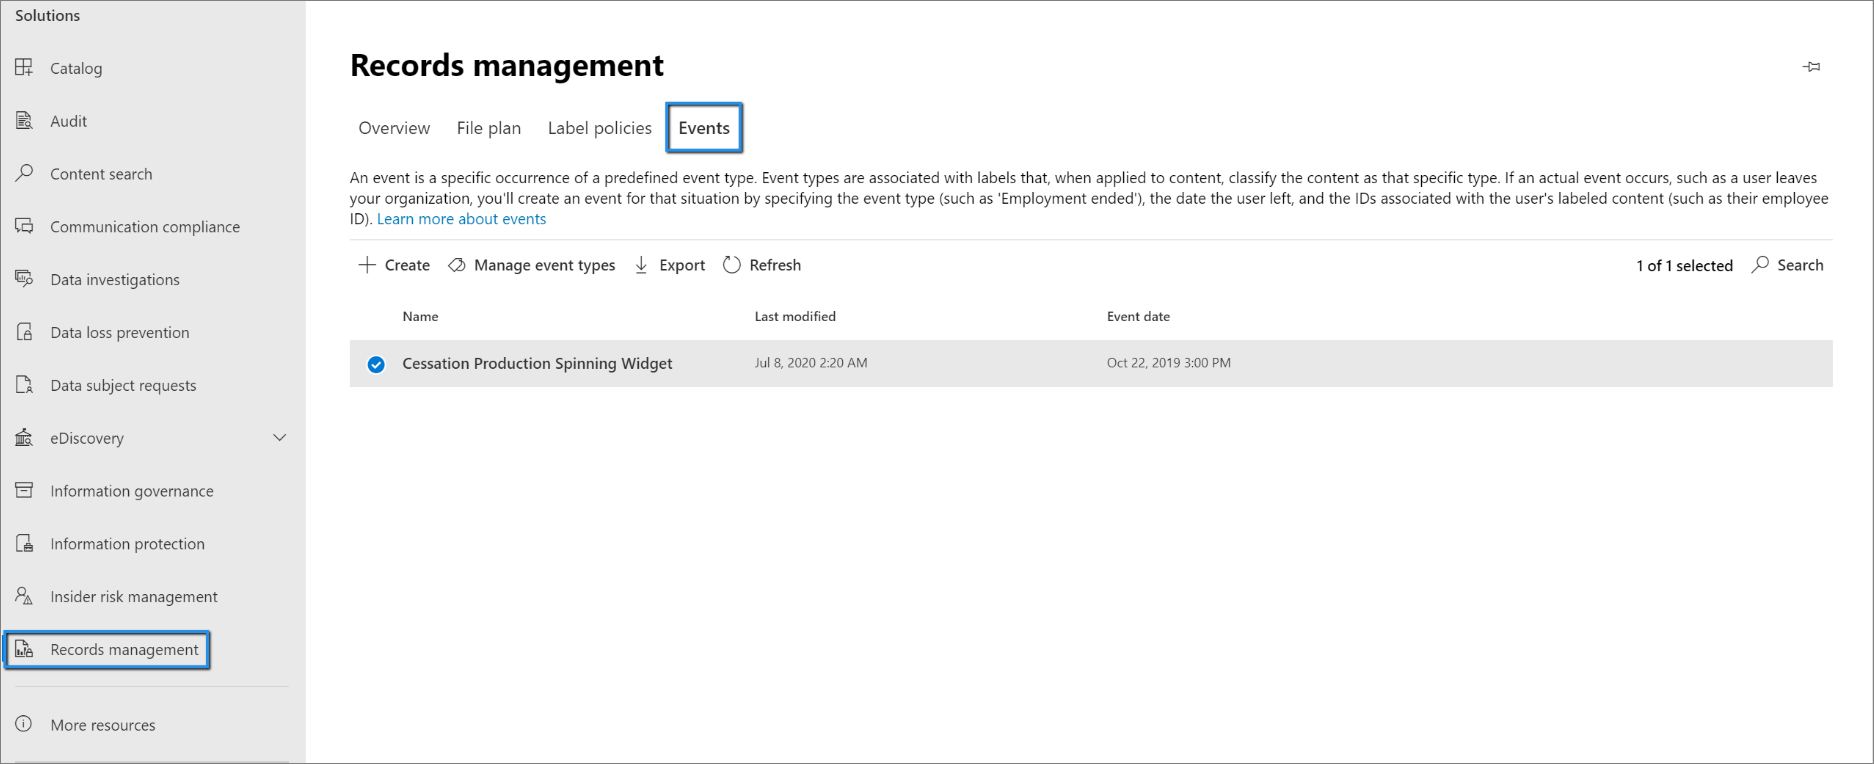 Solutions
Catalog
Audit
Content search
Communication compliance
Data investigations
Data loss prevention
Data subject requests
eDiscovery
Information governance
Information protection
Insider risk management
Records management
More resources
Records management
Overview File plan Label policies Events
An event is a specific occurrence of a predefined event type. Event types are associated with labels that, when applied to content, classify the content as that specific type. If an actual event occurs, such as a user leaves
your organization, you'll create an event for that situation by specifying the event type (such as 'Employment ended'), the date the user left, and the IDs associated with the user's labeled content (such as their employee
ID). Learn more about events
Create Manage event types Export Refresh 1 of 1 selected Search
Name Last modified Event date
Cessation Production Spinning Widget Jul 8, 2020 2:20 AM Oct 22, 2019 3:00 PM